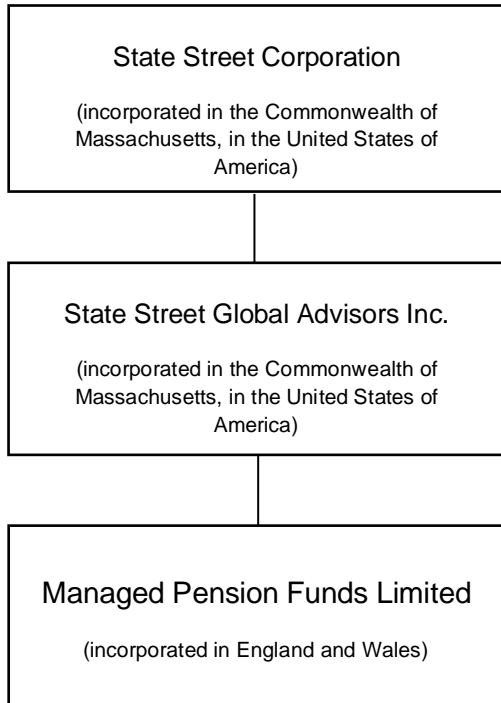 State Street Corporation
(incorporated in the Commonwealth of
Massachusetts, in the United States of
America)
State Street Global Advisors Inc.
(incorporated in the Commonwealth of
Massachusetts, in the United States of
America)
Managed Pension Funds Limited
(incorporated in England and Wales)